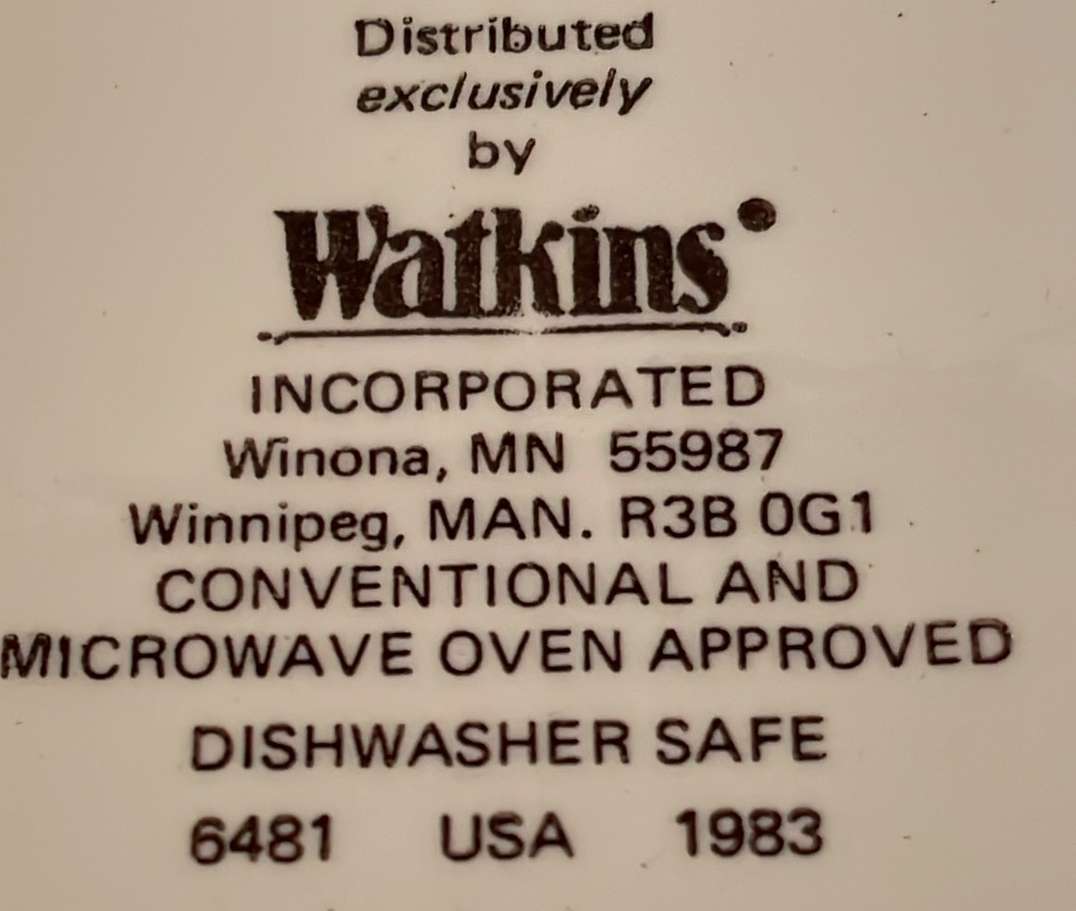 Distributed
exclusively
by
Watkins
INCORPORATED
Winona, MN 55987
Winnipeg, MAN. R3B 0G1
CONVENTIONAL AND
MICROWAVE OVEN APPROVED
DISHWASHER SAFE
6481 USA 1983